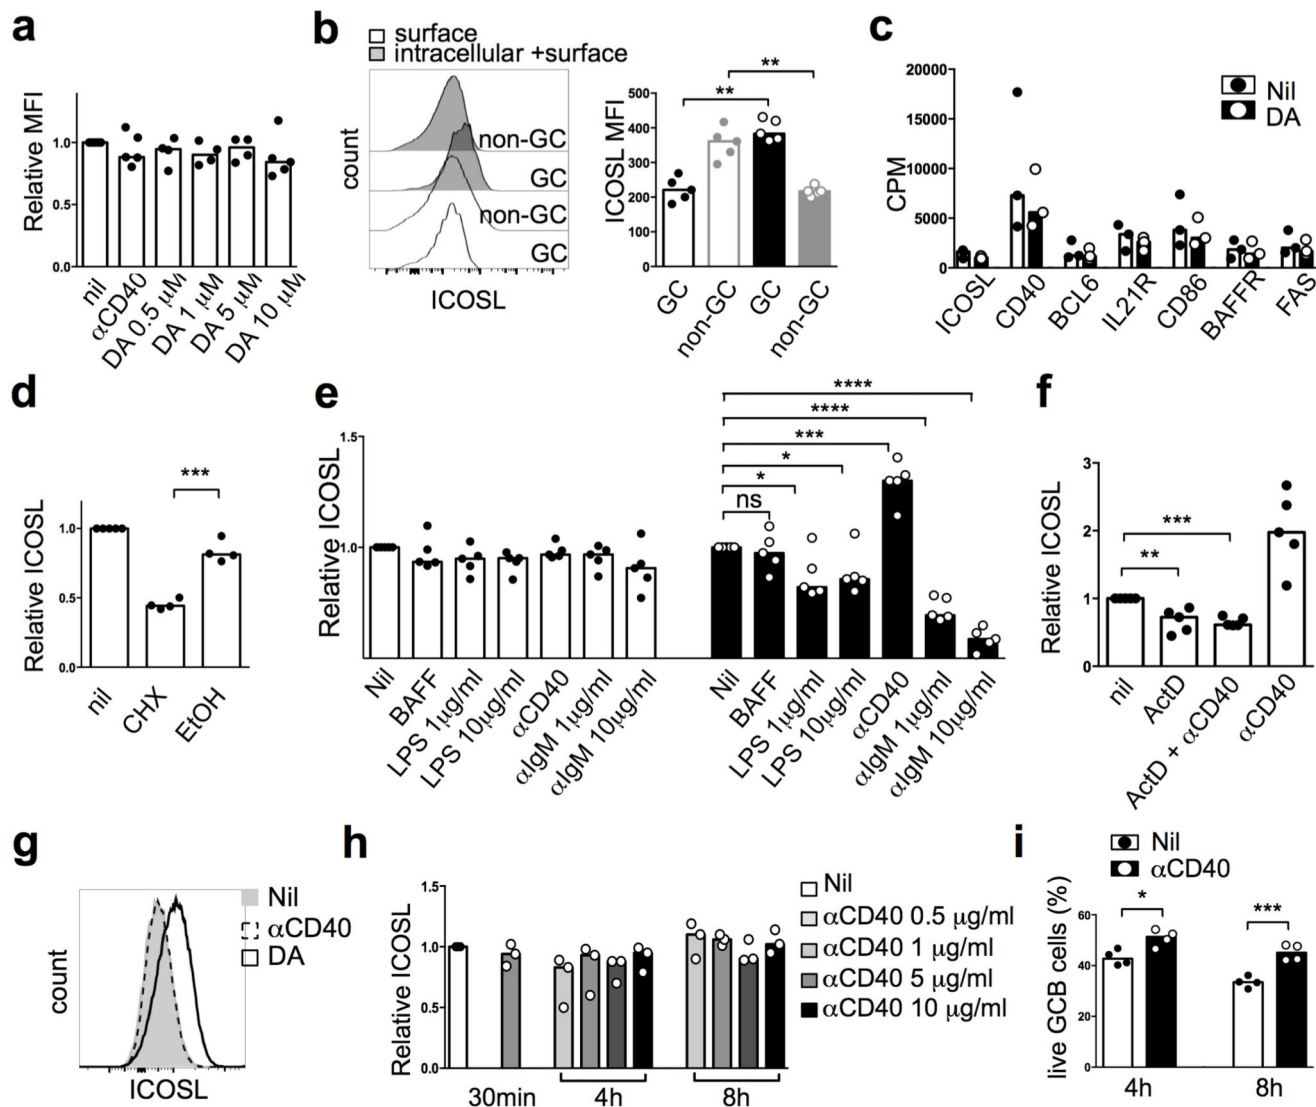 a
Relative MFI
1.0
0.5
0.0
nil
αCD40
DA 0.5 μM
DA 1 μM
DA 5 μM
DA 10 μM
b
surface
intracellular +surface
count
non-GC
GC
non-GC
GC
ICOSL
ICOSL MFI
500
400
300
200
100
0
**
**
GC
non-GC
GC
non-GC
c
CPM
20000
15000
10000
5000
0
Nil
DA
ICOSL
CD40
BCL6
IL21R
CD86
BAFFR
FAS
d
Relative ICOSL
1.0
0.5
0.0
***
nil
CHX
EtOH
e
Relative ICOSL
1.5
1.0
****
****
***
*
*
ns
Nil
BAFF
LPS 1μg/ml
LPS 10μg/ml
αCD40
αIgM 1μg/ml
αIgM 10μg/ml
Nil
BAFF
LPS 1μg/ml
LPS 10μg/ml
αCD40
αIgM 1μg/ml
αIgM 10μg/ml
f
Relative ICOSL
3
2
1
0
***
**
nil
ActD
ActD + αCD40
αCD40
g
count
ICOSL
Nil
αCD40
DA
h
Relative ICOSL
1.5
1.0
0.5
0.0
30min
4h
8h
Nil
αCD40 0.5 μg/ml
αCD40 1 μg/ml
αCD40 5 μg/ml
αCD40 10 μg/ml
i
Nil
αCD40
live GCB cells (%)
60
40
20
0
*
***
4h
8h